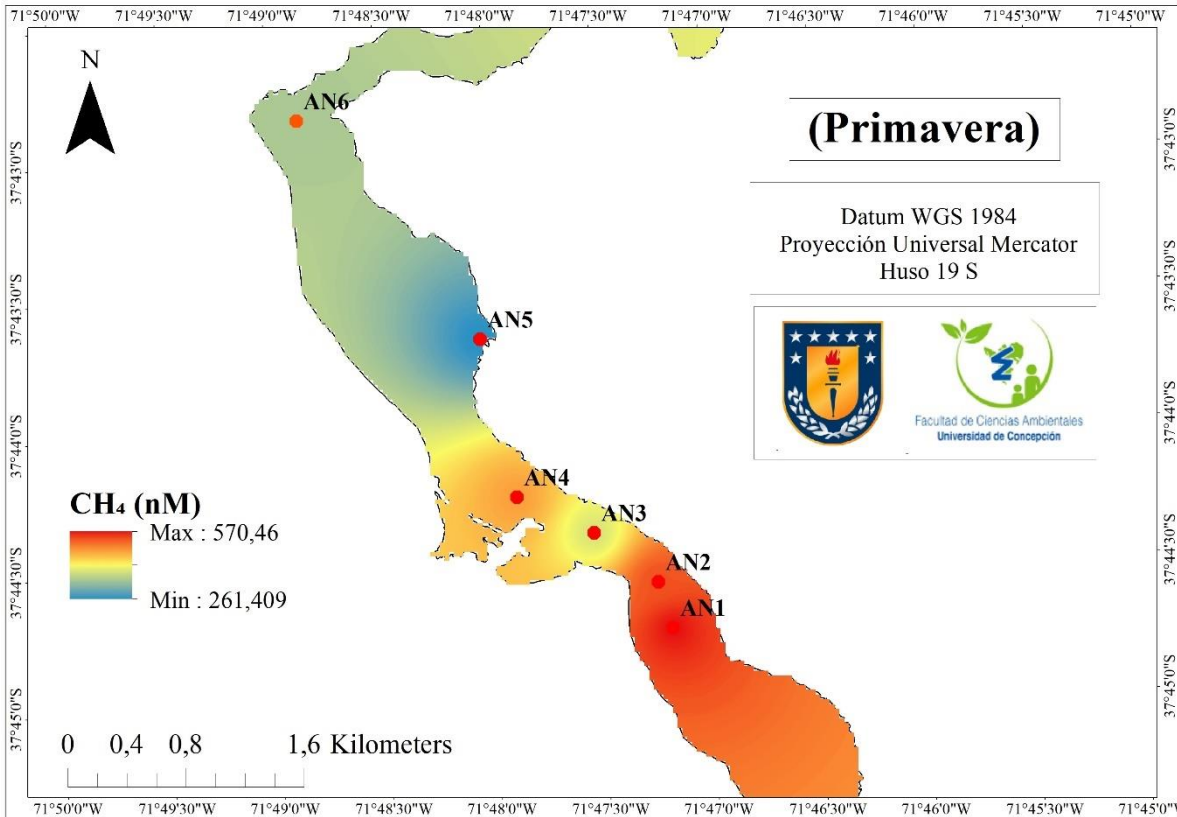 71°50'0"W 71°49'30"W 71°49'0"W 71°48'30"W 71°48'0"W 71°47'30"W 71°47'0"W 71°46'30"W 71°46'0"W 71°45'30"W 71°45'0"W
N
AN6
(Primavera)
37°43'0"S
37°43'0"S
Datum WGS 1984
Proyección Universal Mercator
Huso 19 S
37°43'30"S
37°43'30"S
AN5
Facultad de Ciencias Ambientales
Universidad de Concepción
37°44'0"S
37°44'0"S
AN4
CH₄ (nM)
AN3
Max : 570,46
37°44'30"S
37°44'30"S
AN2
Min : 261,409
AN1
37°45'0"S
37°45'0"S
0 0,4 0,8 1,6 Kilometers
71°50'0"W 71°49'30"W 71°49'0"W 71°48'30"W 71°48'0"W 71°47'30"W 71°47'0"W 71°46'30"W 71°46'0"W 71°45'30"W 71°45'0"W